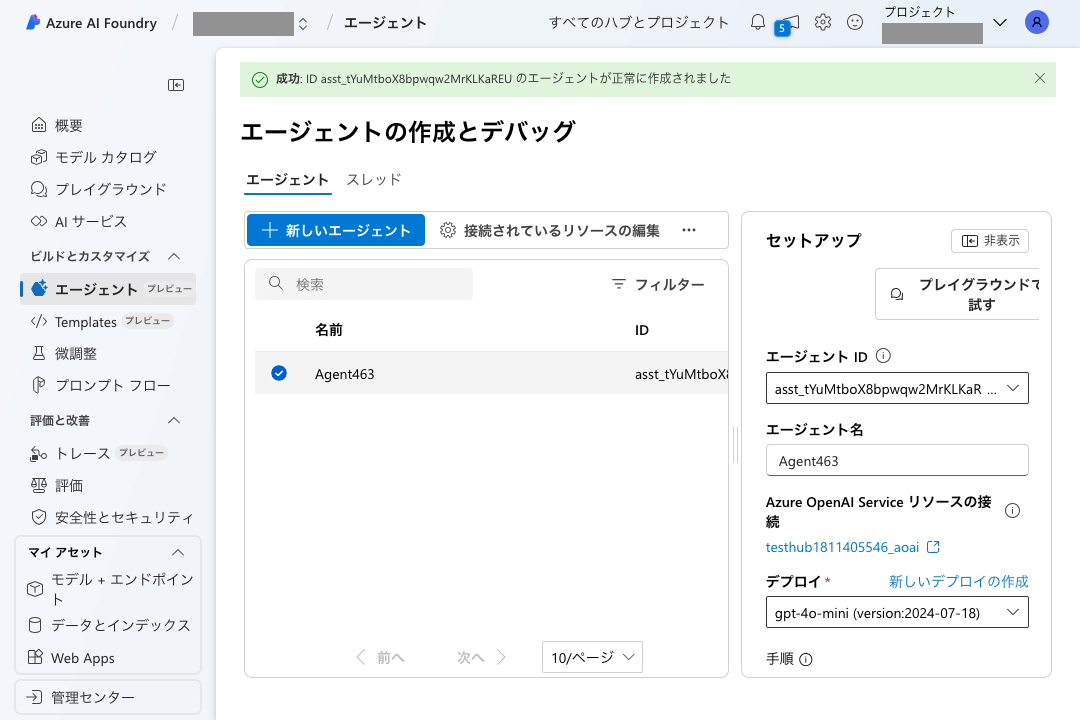 Azure AI Foundry / / エージェント すべてのハブとプロジェクト 5 プロジェクト A
成功: ID asst_tYuMtboX8bpwqw2MrKLKaREU のエージェントが正常に作成されました
概要
モデル カタログ
プレイグラウンド
AI サービス
ビルドとカスタマイズ
エージェント プレビュー
Templates プレビュー
微調整
プロンプト フロー
評価と改善
トレース プレビュー
評価
安全性とセキュリティ
マイ アセット
モデル + エンドポイン
ト
データとインデックス
Web Apps
管理センター
エージェントの作成とデバッグ
エージェント スレッド
新しいエージェント 接続されているリソースの編集 ...
検索 フィルター
名前 ID
Agent463 asst_tYuMtboX8
前へ 次へ 10/ページ
セットアップ 非表示
プレイグラウンドで
試す
エージェント ID
asst_tYuMtboX8bpwqw2MrKLKaR ...
エージェント名
Agent463
Azure OpenAI Service リソースの接
続
testhub1811405546_aoai
デプロイ * 新しいデプロイの作成
gpt-4o-mini (version:2024-07-18)
手順